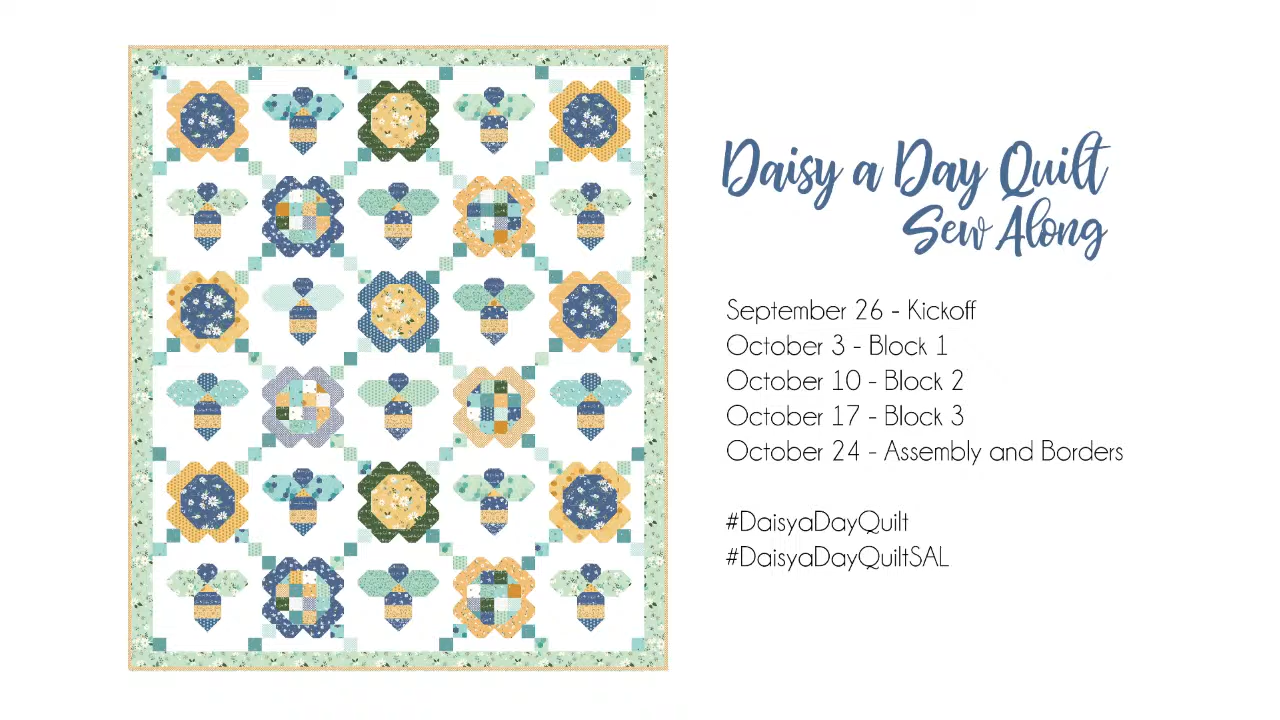 Daisy a Day Quilt
Sew Along
September 26 - Kickoff
October 3 - Block 1
October 10 - Block 2
October 17 - Block 3
October 24 - Assembly and Borders
#DaisyaDayQuilt
#DaisyaDayQuiltSAL